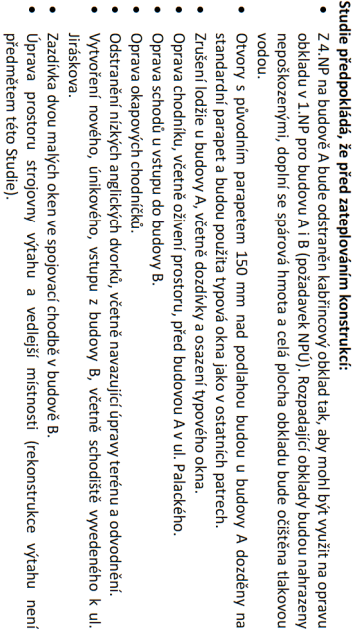 Studie předpokládá, že před zateplováním konstrukcí:
• Z 4.NP na budově A bude odstraněn kabřincový obklad tak, aby mohl být využit na opravu
obkladu v 1.NP pro budovu A i B (požadavek NPÚ). Rozpadající obklady budou nahrazeny
nepoškozenými, doplní se spárová hmota a celá plocha obkladu bude očištěna tlakovou
vodou.
• Otvory s původním parapetem 150 mm nad podlahou budou u budovy A dozděny na
standardní parapet a budou použita typová okna jako v ostatních patrech.
• Zrušení lodžie u budovy A, včetně dozdívky a osazení typového okna.
• Oprava chodníku, včetně oživení prostoru, před budovou A v ul. Palackého.
• Oprava schodů u vstupu do budovy B.
• Oprava okapových chodníčků.
• Odstranění nízkých anglických dvorků, včetně navazující úpravy terénu a odvodnění.
• Vytvoření nového, únikového, vstupu z budovy B, včetně schodiště vyvedeného k ul.
Jiráskova.
• Zazdívka dvou malých oken ve spojovací chodbě v budově B.
• Úprava prostoru strojovny výtahu a vedlejší místnosti (rekonstrukce výtahu není
předmětem této Studie).